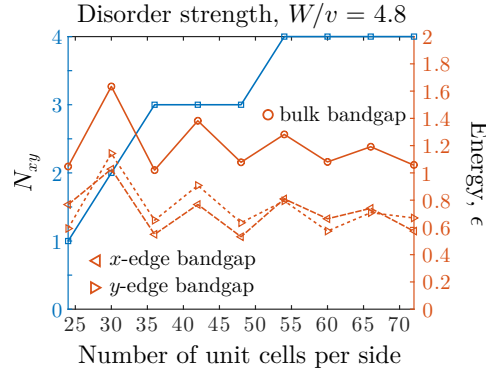 Disorder strength, W/v = 4.8
4
3
2
1
0
N_{xy}
2
1.8
1.6
1.4
1.2
1
0.8
0.6
0.4
0.2
0
Energy, ϵ
bulk bandgap
x-edge bandgap
y-edge bandgap
25 30 35 40 45 50 55 60 65 70
Number of unit cells per side